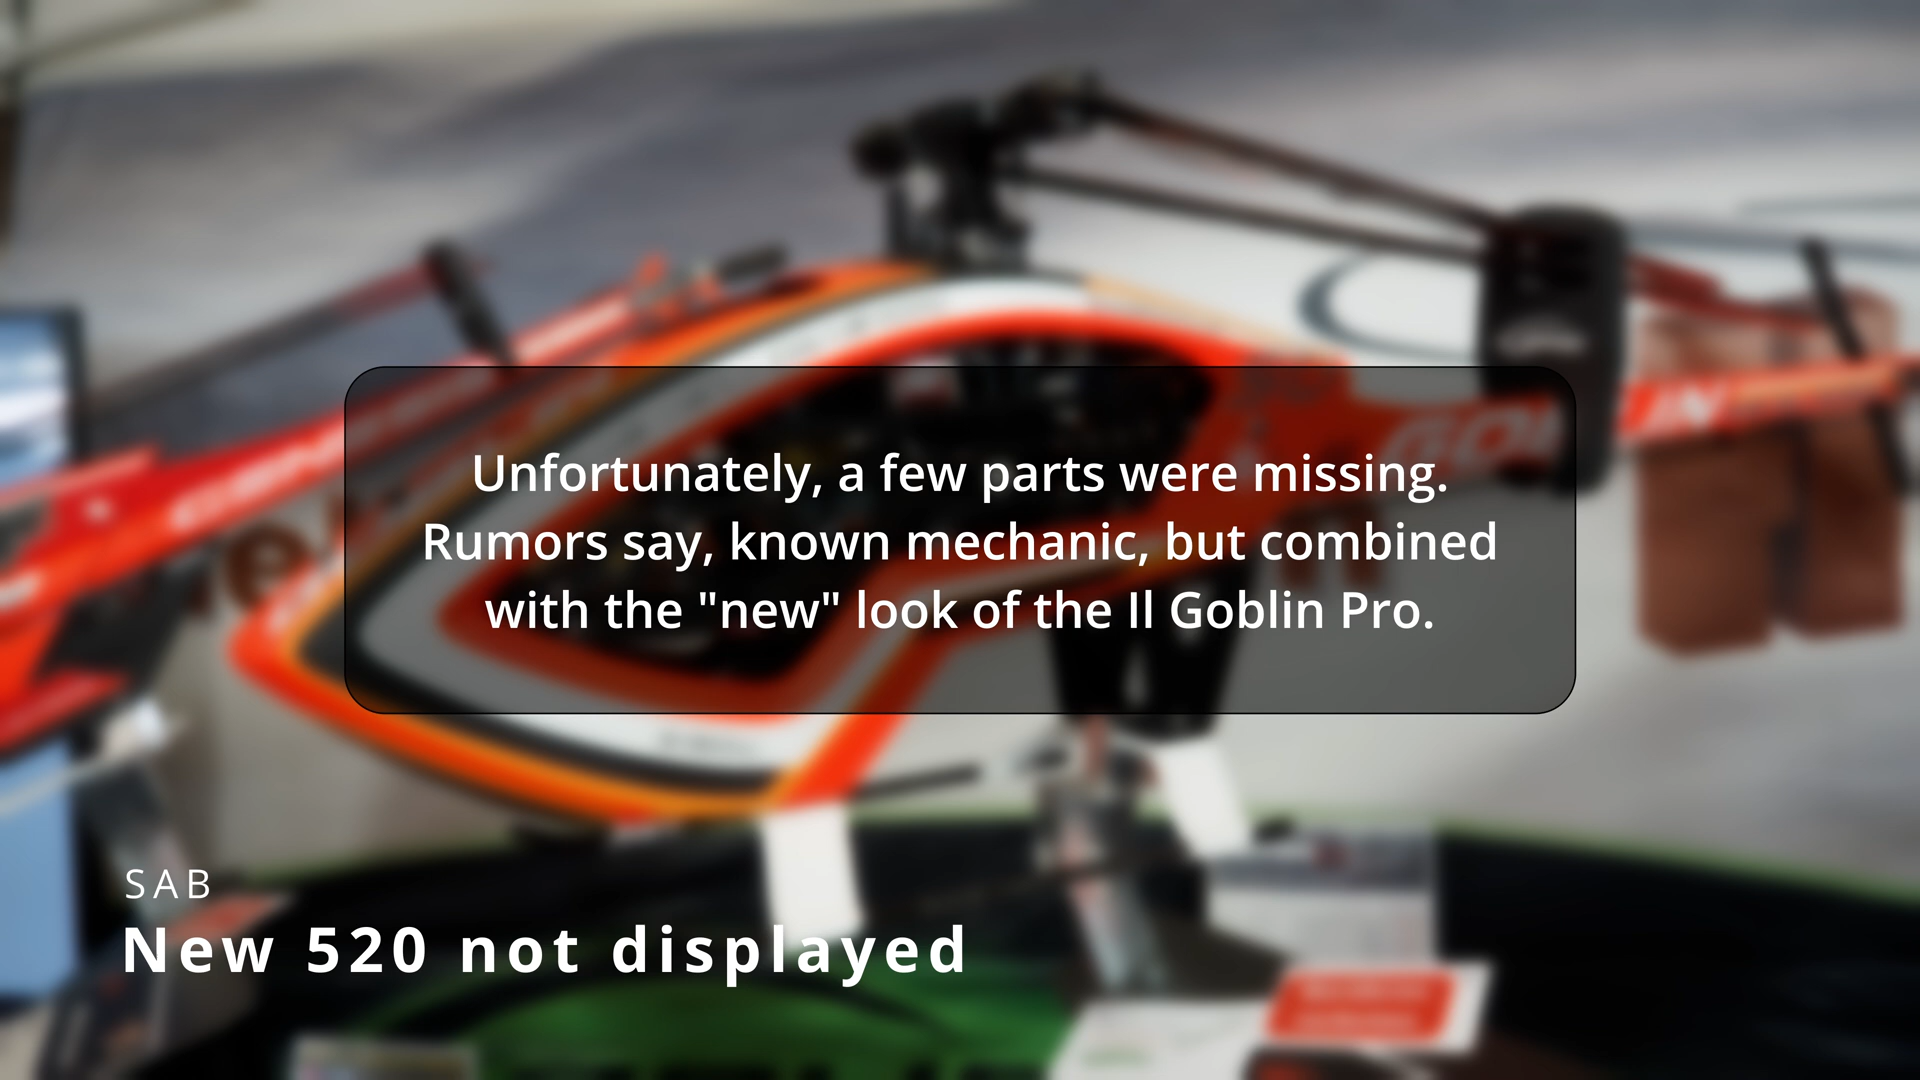 Unfortunately, a few parts were missing.
Rumors say, known mechanic, but combined
with the "new" look of the Il Goblin Pro.
SAB
New 520 not displayed